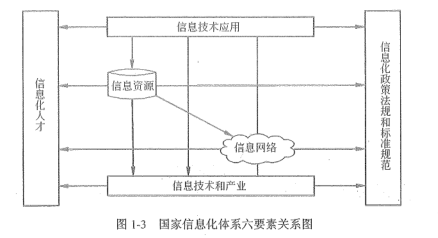 信息技术应用
信息化人才
信息资源
信息网络
信息技术和产业
信息化政策法规和标准规范
图 1-3 国家信息化体系六要素关系图